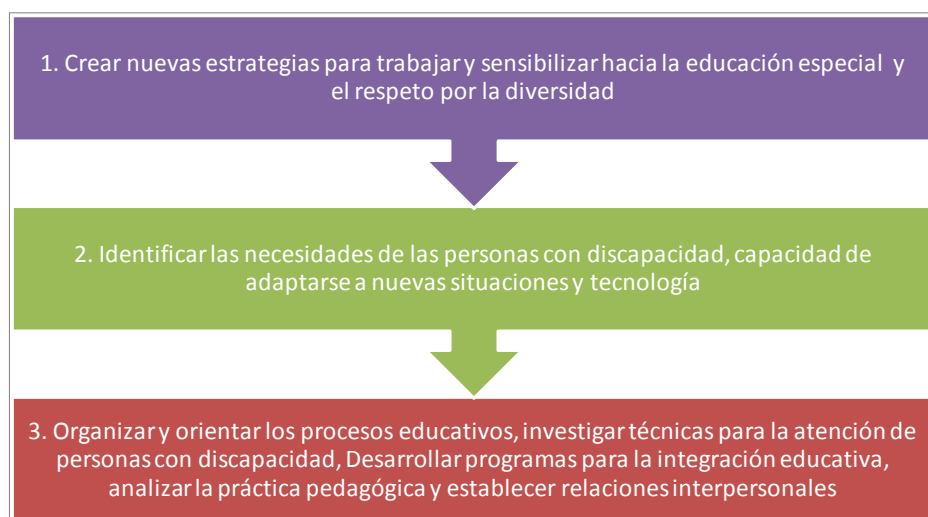 1. Crear nuevas estrategias para trabajar y sensibilizar hacia la educación especial y
el respeto por la diversidad
2. Identificar las necesidades de las personas con discapacidad, capacidad de
adaptarse a nuevas situaciones y tecnología
3. Organizar y orientar los procesos educativos, investigar técnicas para la atención de
personas con discapacidad, Desarrollar programas para la integración educativa,
analizar la práctica pedagógica y establecer relaciones interpersonales